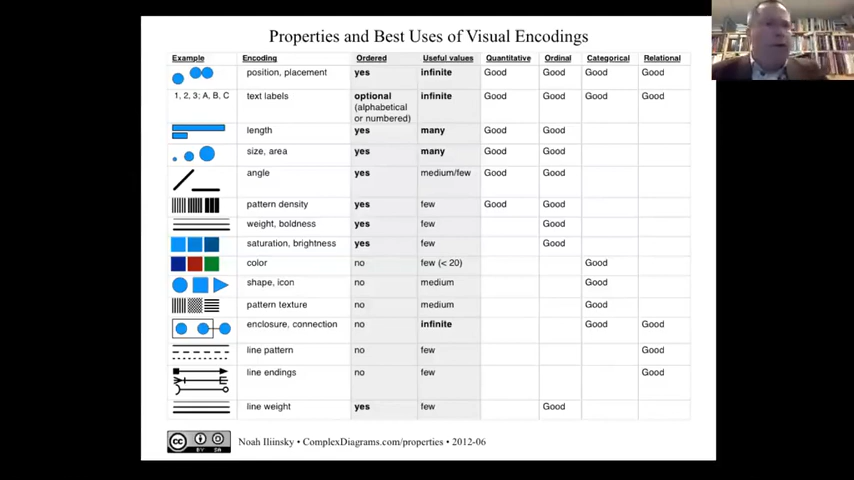 Properties and Best Uses of Visual Encodings
Example Encoding Ordered Useful values Quantitative Ordinal Categorical Relational
position, placement yes infinite Good Good Good Good
1, 2, 3; A, B, C text labels optional (alphabetical or numbered) infinite Good Good Good Good
length yes many Good Good
size, area yes many Good Good
angle yes medium/few Good Good
pattern density yes few Good Good
weight, boldness yes few Good
saturation, brightness yes few Good
color no few (< 20) Good
shape, icon no medium Good
pattern texture no medium Good
enclosure, connection no infinite Good Good
line pattern no few Good
line endings no few Good
line weight yes few Good
cc BY SA
Noah Iliinsky • ComplexDiagrams.com/properties • 2012-06